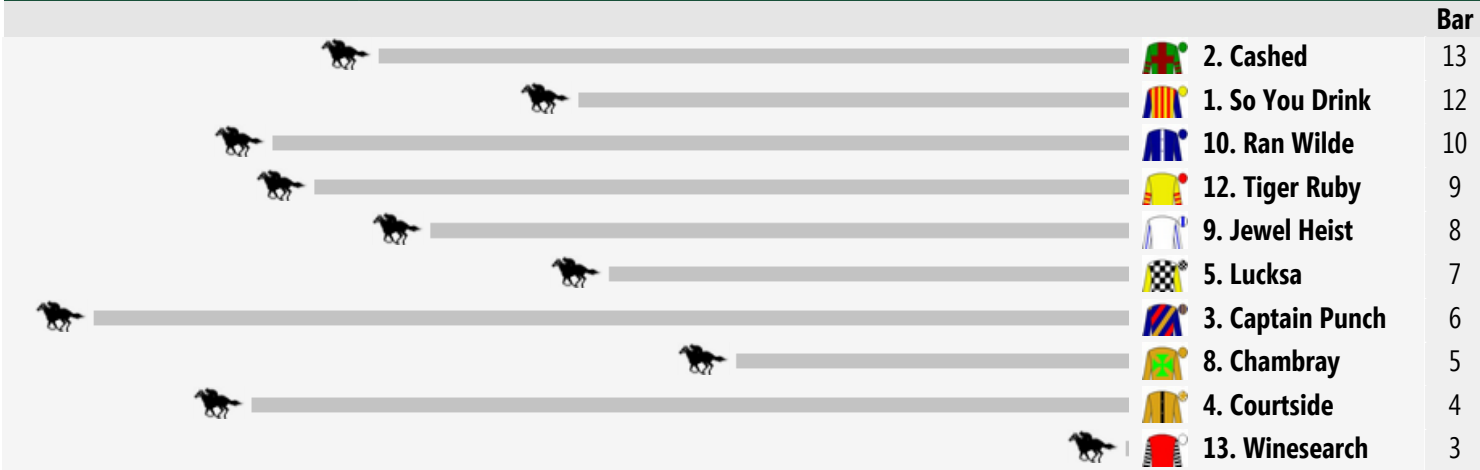 Bar
2. Cashed 13
1. So You Drink 12
10. Ran Wilde 10
12. Tiger Ruby 9
9. Jewel Heist 8
5. Lucksa 7
3. Captain Punch 6
8. Chambray 5
4. Courtside 4
13. Winesearch 3